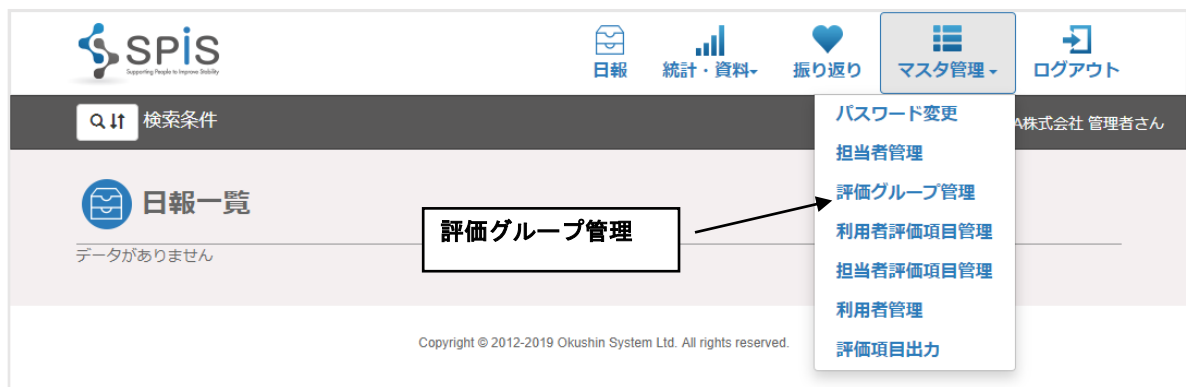 SPiS
Supporting People to Improve Stability
日報
統計・資料
振り返り
マスタ管理
ログアウト
検索条件
A株式会社 管理者さん
パスワード変更
担当者管理
評価グループ管理
利用者評価項目管理
担当者評価項目管理
利用者管理
評価項目出力
日報一覧
評価グループ管理
データがありません
Copyright © 2012-2019 Okushin System Ltd. All rights reserved.